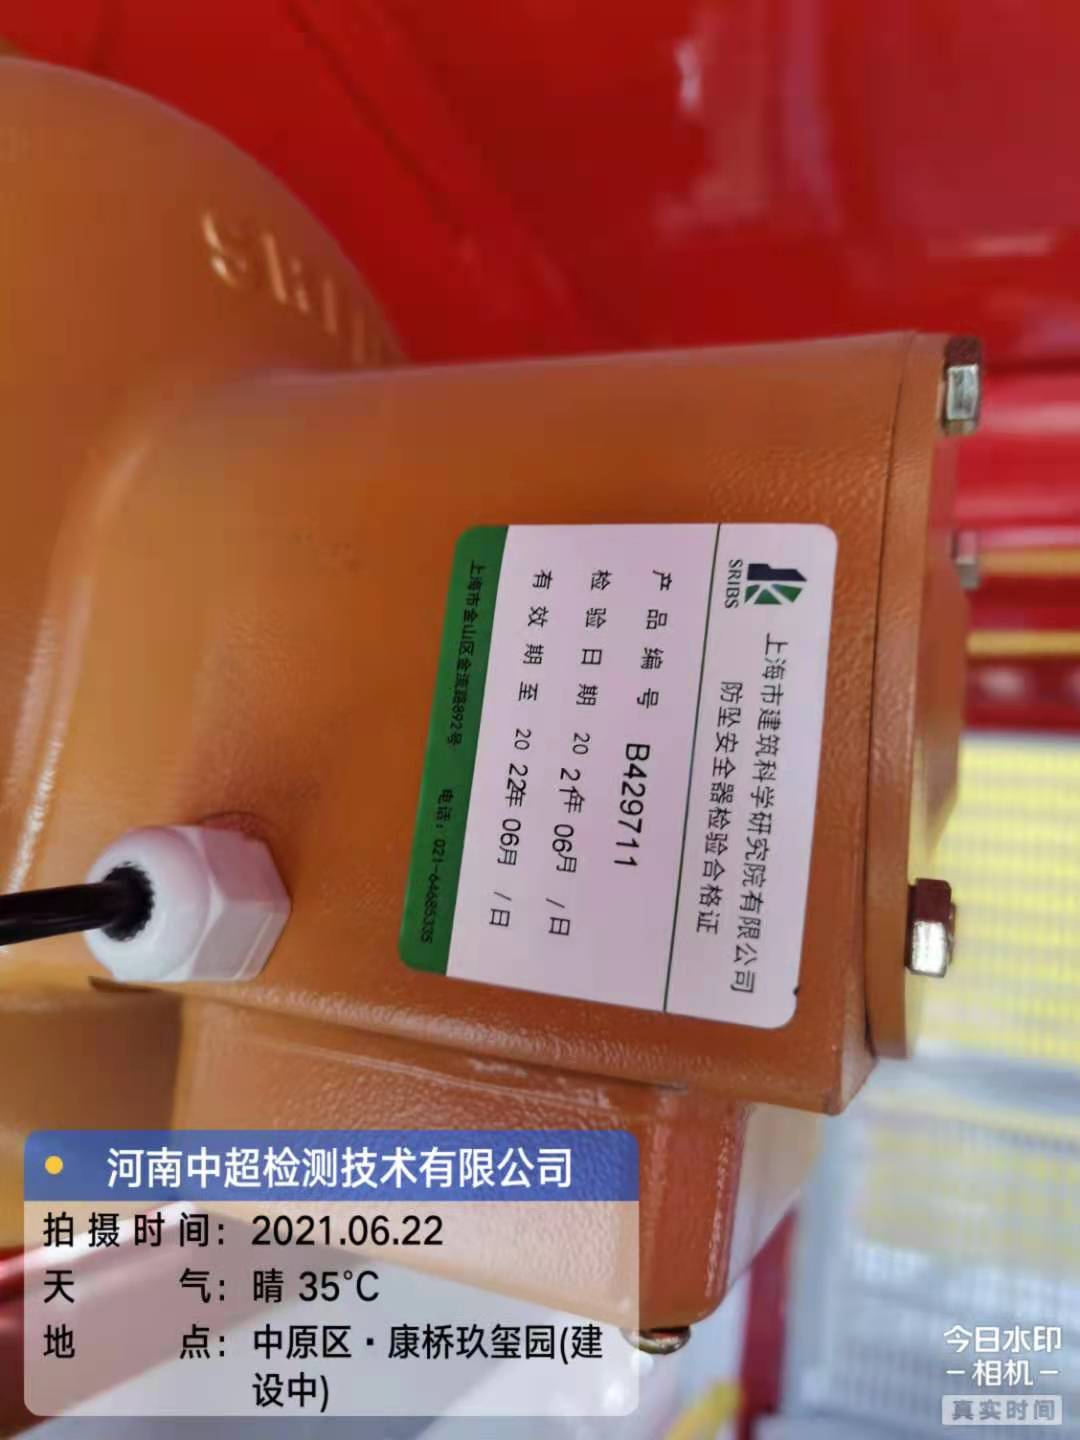 SRI
SRIBS
上海市建筑科学研究院有限公司
防坠安全器检验合格证
产品编号 B429711
检验日期 2021年06月/日
有效期至 2022年06月/日
上海市金山区金流路892号 电话：021-64685335
河南中超检测技术有限公司
拍摄时间：2021.06.22
天气：晴 35°C
地点：中原区·康桥玖玺园(建
设中)
今日水印
-相机-
真实时间